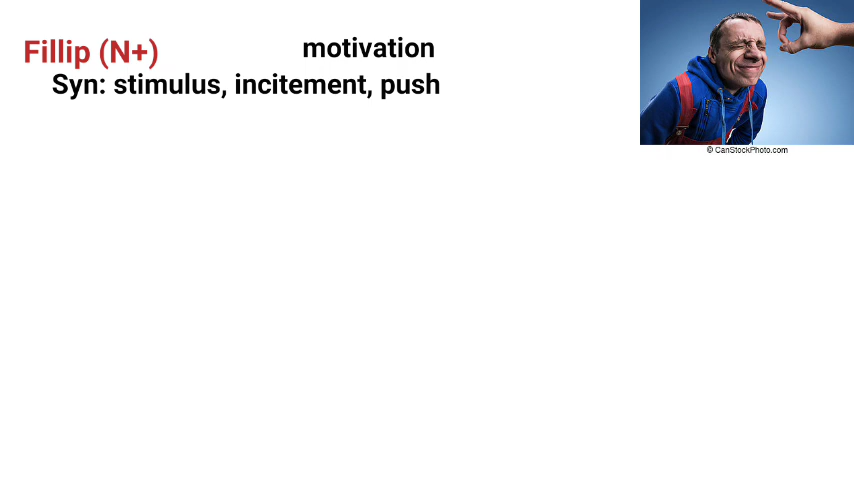 Fillip (N+) motivation
Syn: stimulus, incitement, push
© CanStockPhoto.com